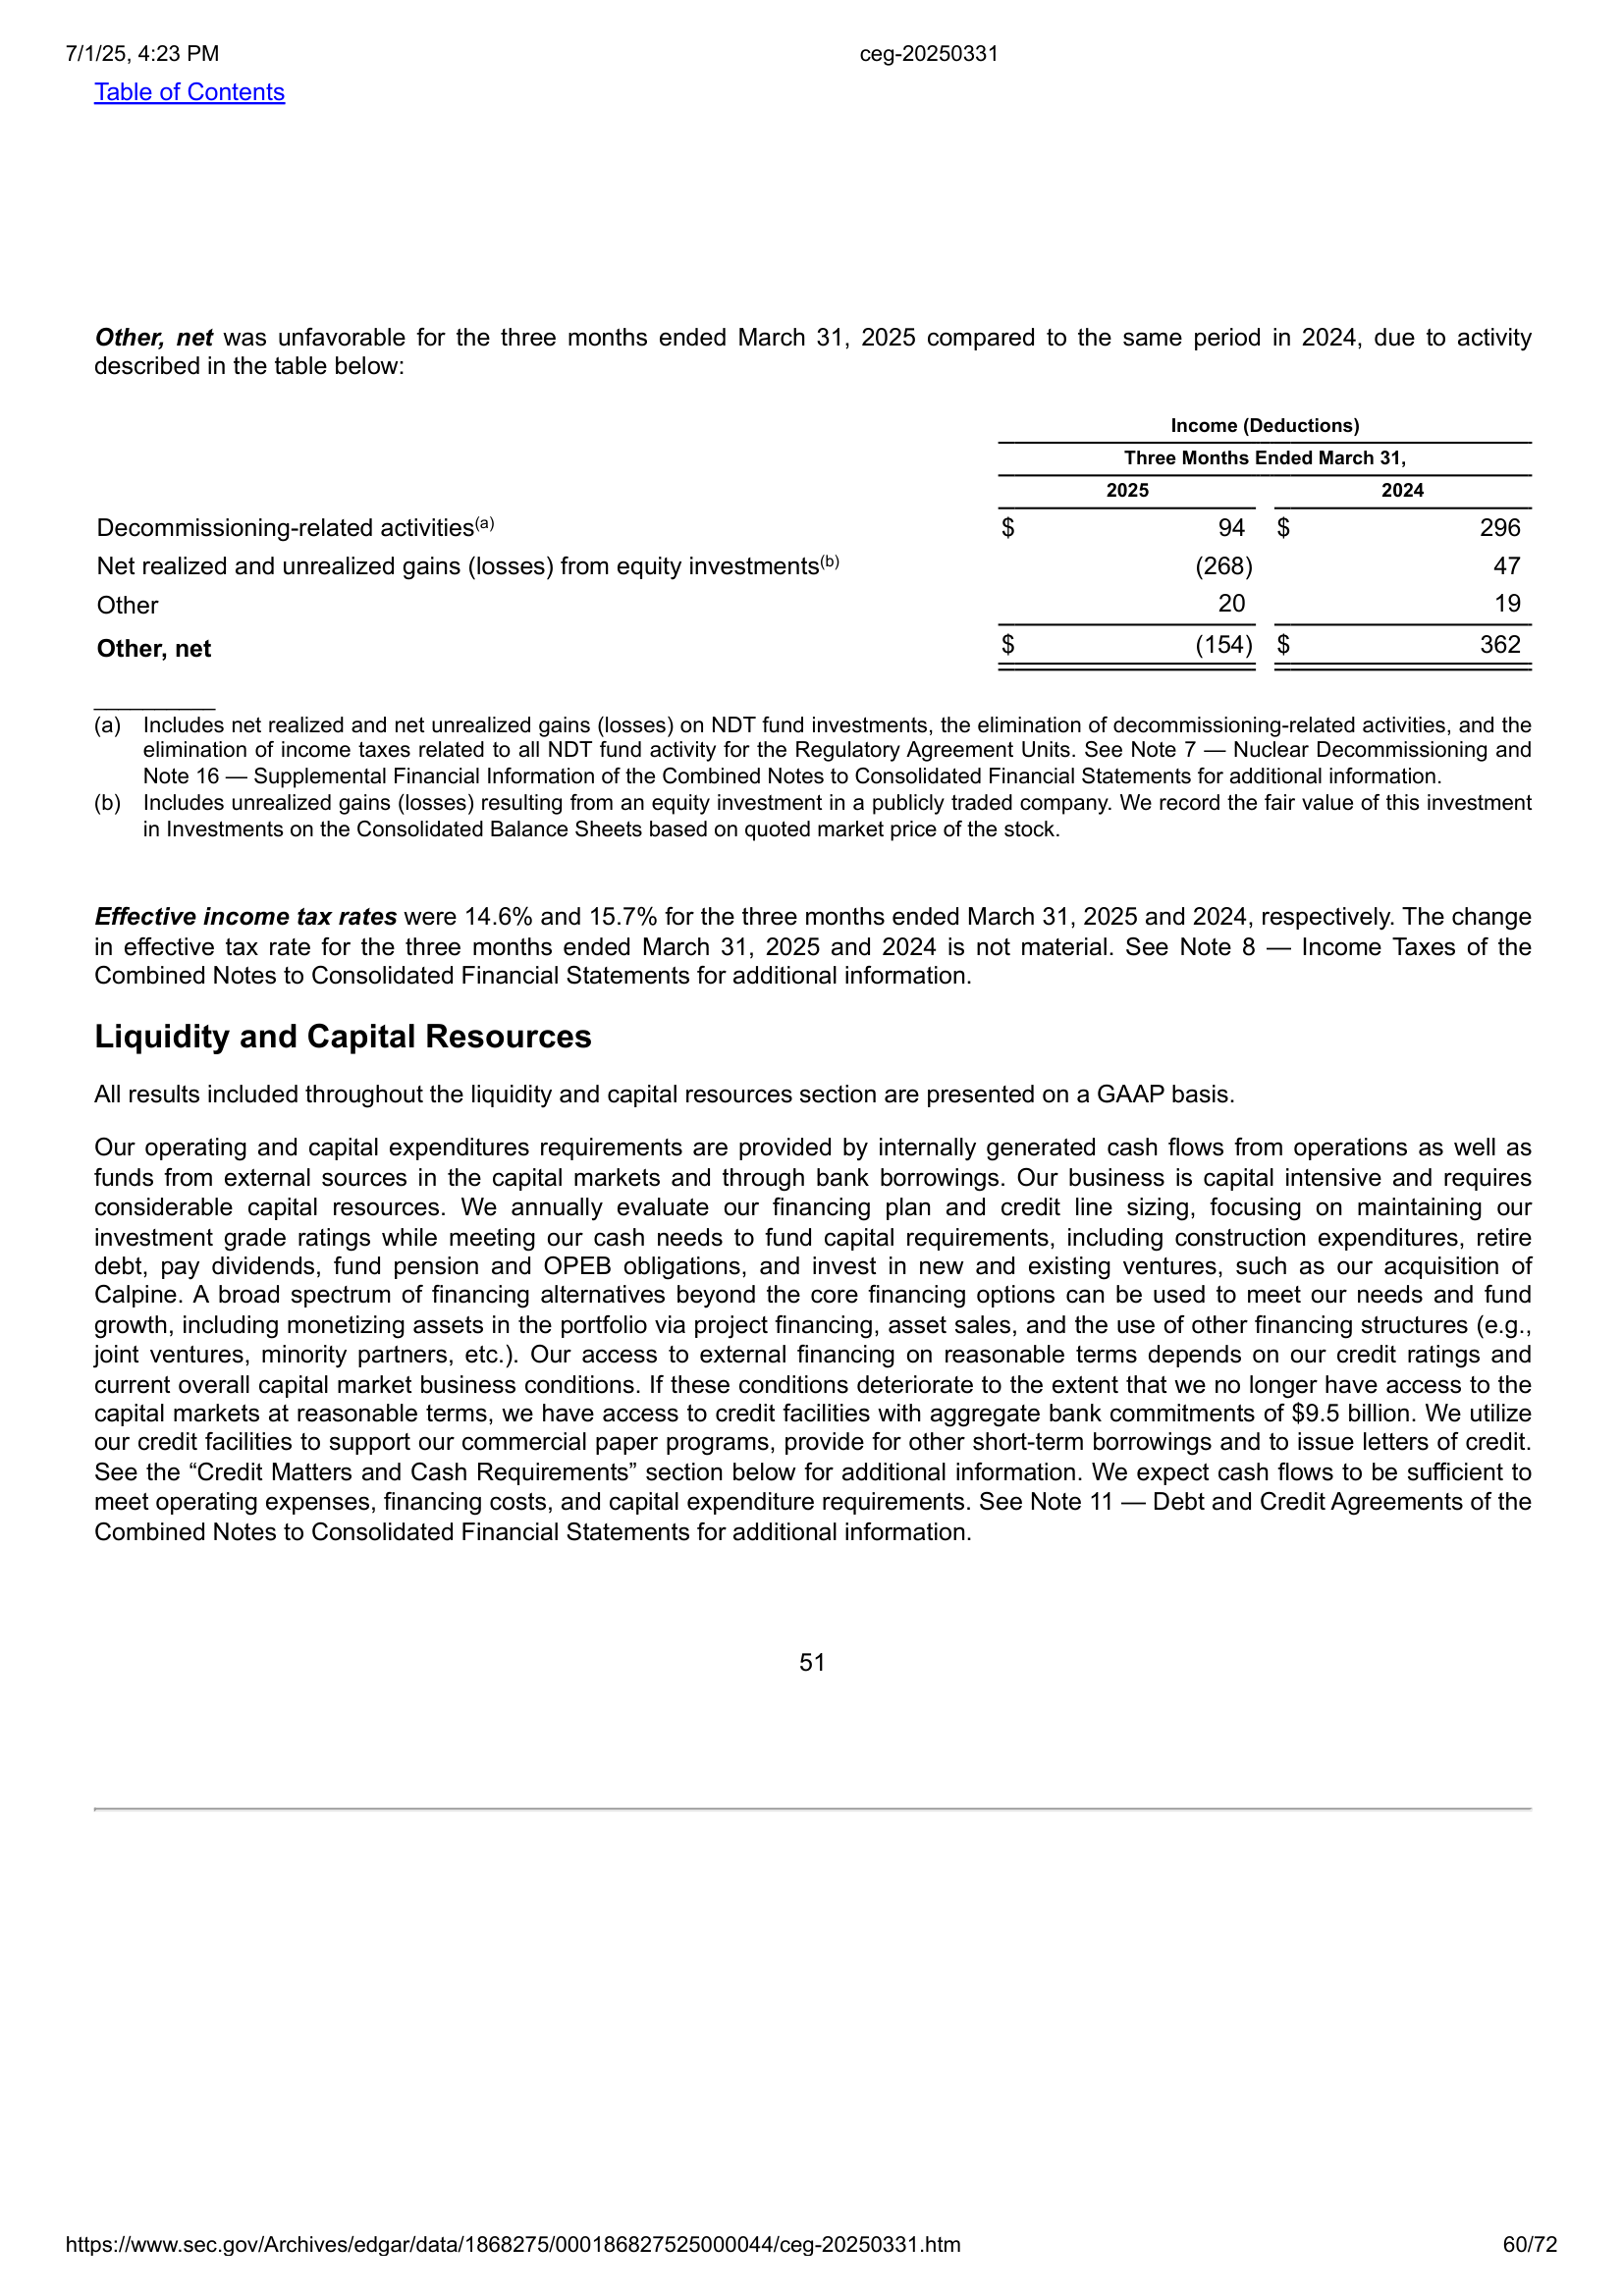 7/1/25, 4:23 PM ceg-20250331
Table of Contents
Other, net was unfavorable for the three months ended March 31, 2025 compared to the same period in 2024, due to activity
described in the table below:
Income (Deductions)
Three Months Ended March 31,
2025 2024
Decommissioning-related activities(a) $ 94 $ 296
Net realized and unrealized gains (losses) from equity investments(b) (268) 47
Other 20 19
Other, net $ (154) $ 362
__________
(a) Includes net realized and net unrealized gains (losses) on NDT fund investments, the elimination of decommissioning-related activities, and the
elimination of income taxes related to all NDT fund activity for the Regulatory Agreement Units. See Note 7 — Nuclear Decommissioning and
Note 16 — Supplemental Financial Information of the Combined Notes to Consolidated Financial Statements for additional information.
(b) Includes unrealized gains (losses) resulting from an equity investment in a publicly traded company. We record the fair value of this investment
in Investments on the Consolidated Balance Sheets based on quoted market price of the stock.
Effective income tax rates were 14.6% and 15.7% for the three months ended March 31, 2025 and 2024, respectively. The change
in effective tax rate for the three months ended March 31, 2025 and 2024 is not material. See Note 8 — Income Taxes of the
Combined Notes to Consolidated Financial Statements for additional information.
Liquidity and Capital Resources
All results included throughout the liquidity and capital resources section are presented on a GAAP basis.
Our operating and capital expenditures requirements are provided by internally generated cash flows from operations as well as
funds from external sources in the capital markets and through bank borrowings. Our business is capital intensive and requires
considerable capital resources. We annually evaluate our financing plan and credit line sizing, focusing on maintaining our
investment grade ratings while meeting our cash needs to fund capital requirements, including construction expenditures, retire
debt, pay dividends, fund pension and OPEB obligations, and invest in new and existing ventures, such as our acquisition of
Calpine. A broad spectrum of financing alternatives beyond the core financing options can be used to meet our needs and fund
growth, including monetizing assets in the portfolio via project financing, asset sales, and the use of other financing structures (e.g.,
joint ventures, minority partners, etc.). Our access to external financing on reasonable terms depends on our credit ratings and
current overall capital market business conditions. If these conditions deteriorate to the extent that we no longer have access to the
capital markets at reasonable terms, we have access to credit facilities with aggregate bank commitments of $9.5 billion. We utilize
our credit facilities to support our commercial paper programs, provide for other short-term borrowings and to issue letters of credit.
See the “Credit Matters and Cash Requirements” section below for additional information. We expect cash flows to be sufficient to
meet operating expenses, financing costs, and capital expenditure requirements. See Note 11 — Debt and Credit Agreements of the
Combined Notes to Consolidated Financial Statements for additional information.
51
https://www.sec.gov/Archives/edgar/data/1868275/000186827525000044/ceg-20250331.htm 60/72